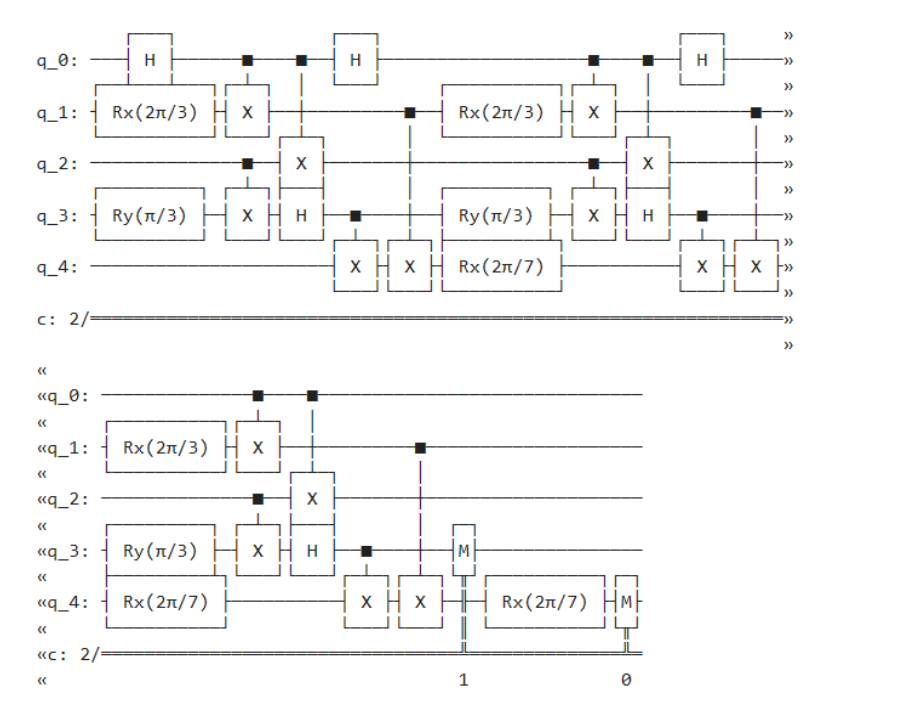 »
q_0: H X H H »
»
q_1: Rx(2π/3) X Rx(2π/3) X »
»
q_2: X X »
»
q_3: Ry(π/3) X H Ry(π/3) X H »
»
q_4: X X Rx(2π/7) X X »
»
c: 2/ »
»
«
«q_0:
«
«q_1: Rx(2π/3) X
«
«q_2: X
«
«q_3: Ry(π/3) X H M
«
«q_4: Rx(2π/7) X X Rx(2π/7) M
«
«c: 2/
« 1 0